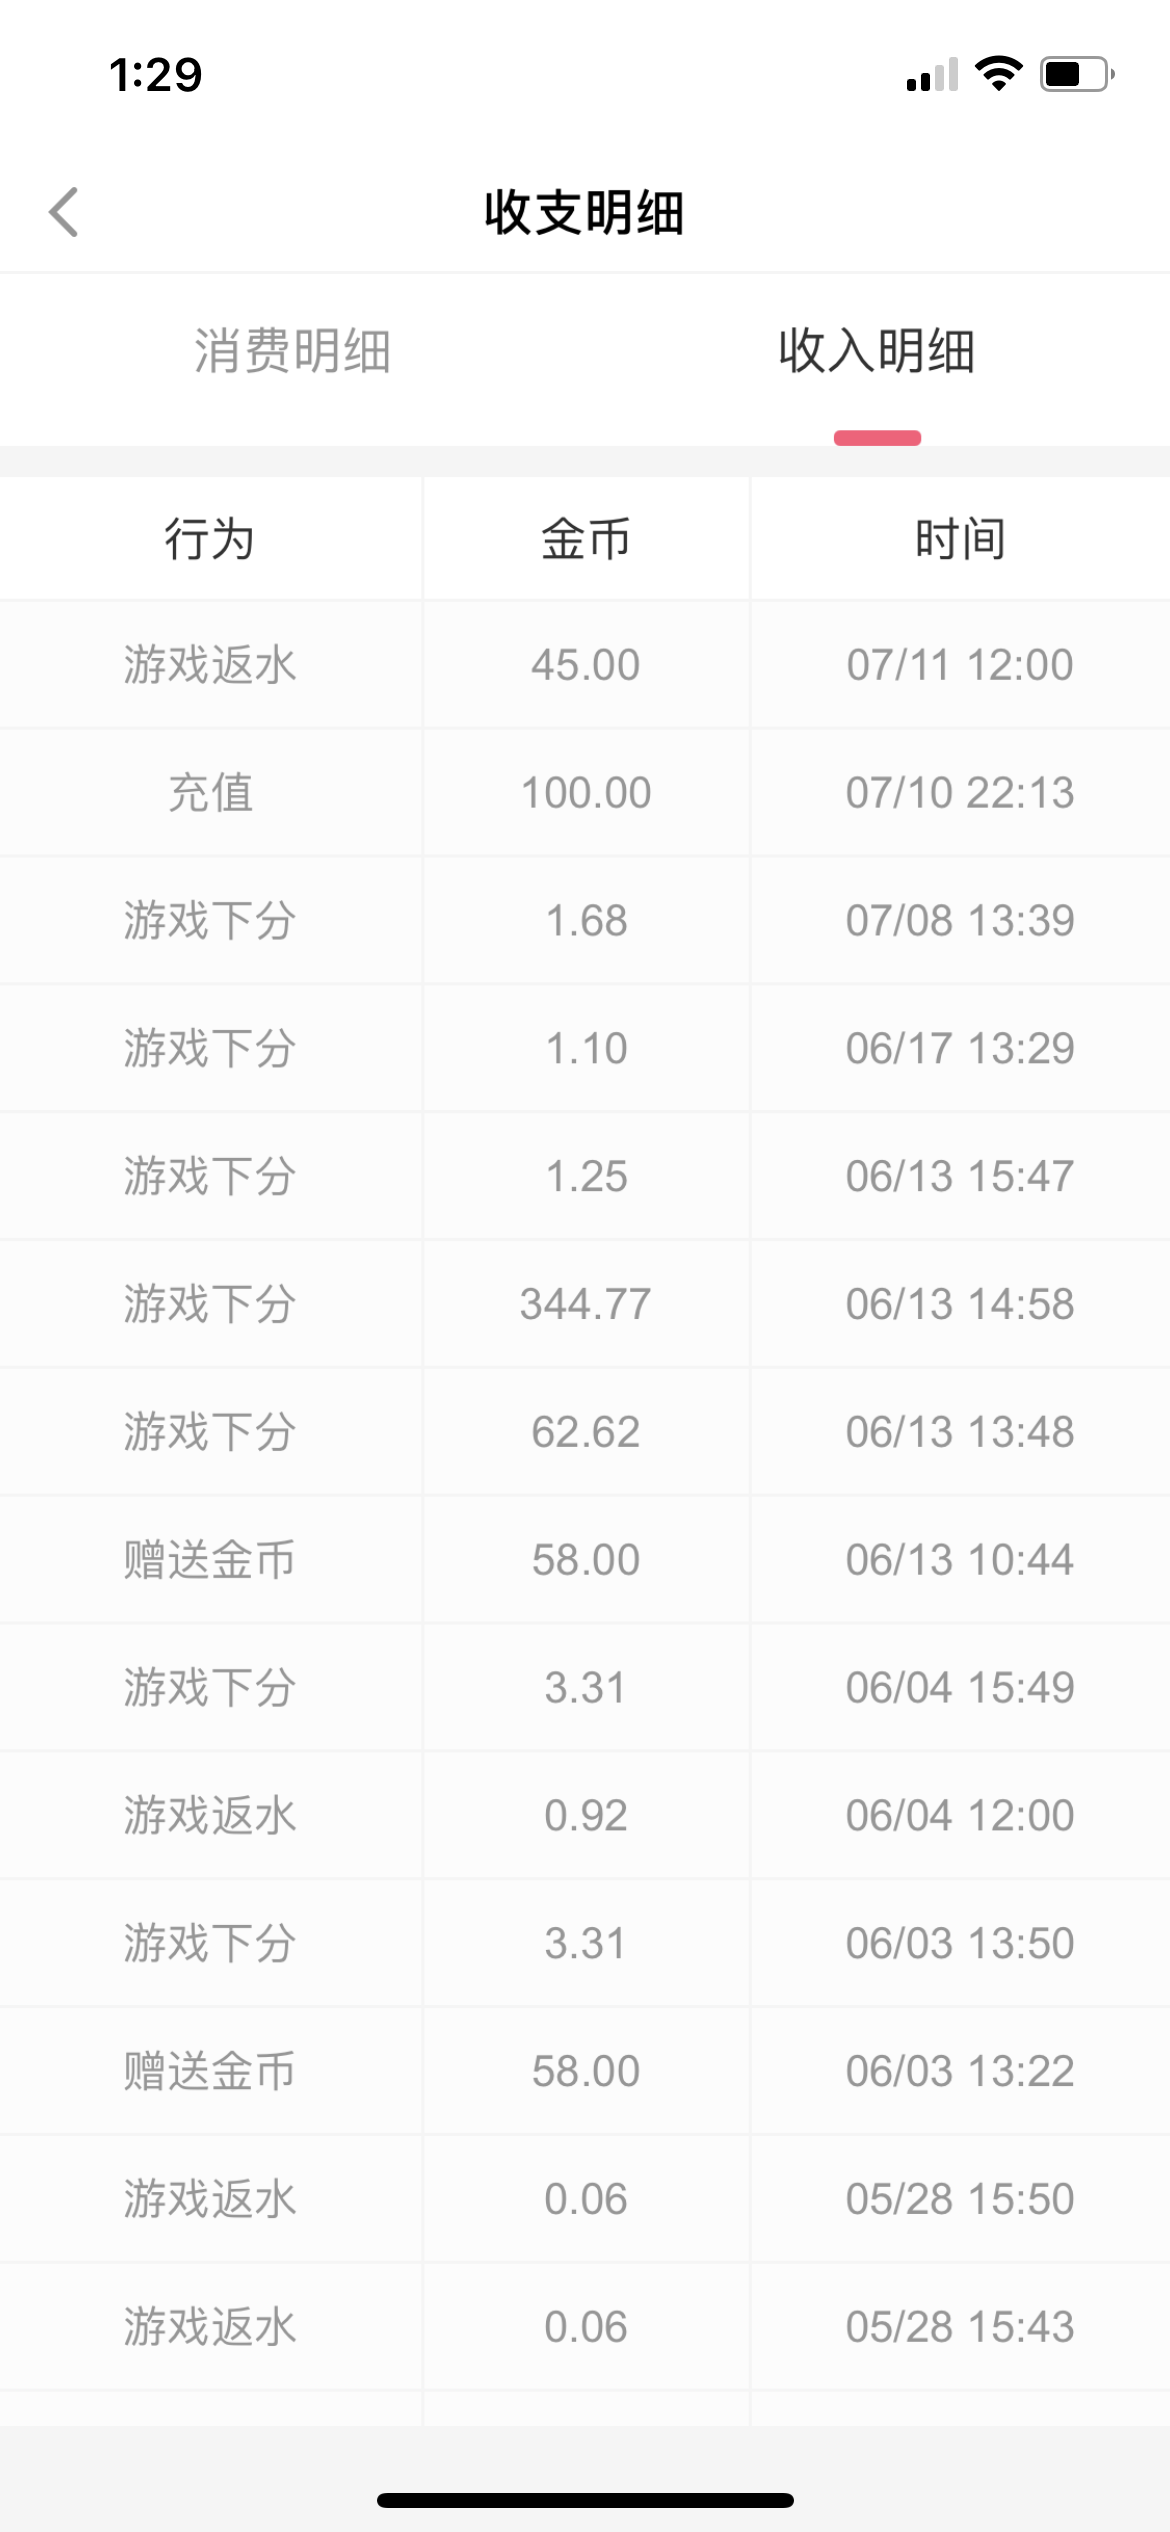 1:29
收支明细
消费明细 收入明细
行为 金币 时间
游戏返水 45.00 07/11 12:00
充值 100.00 07/10 22:13
游戏下分 1.68 07/08 13:39
游戏下分 1.10 06/17 13:29
游戏下分 1.25 06/13 15:47
游戏下分 344.77 06/13 14:58
游戏下分 62.62 06/13 13:48
赠送金币 58.00 06/13 10:44
游戏下分 3.31 06/04 15:49
游戏返水 0.92 06/04 12:00
游戏下分 3.31 06/03 13:50
赠送金币 58.00 06/03 13:22
游戏返水 0.06 05/28 15:50
游戏返水 0.06 05/28 15:43